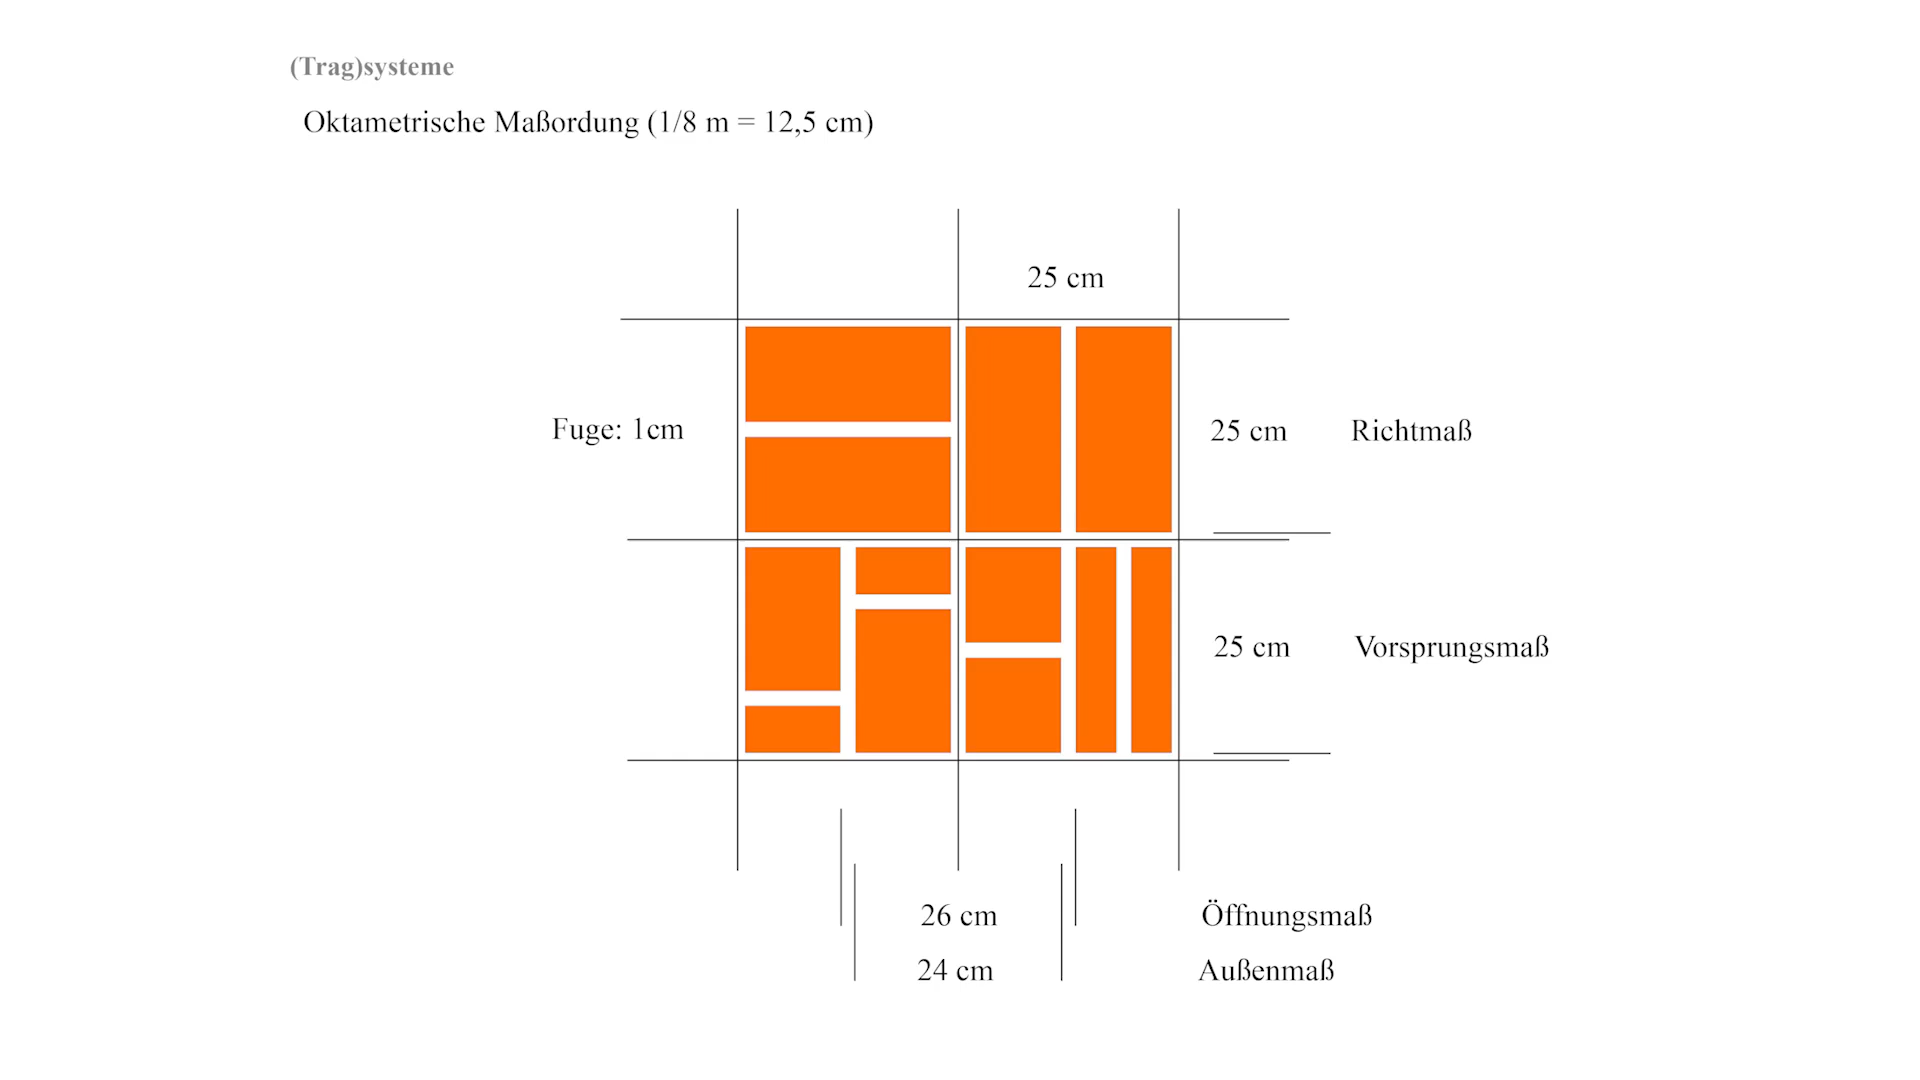 (Trag)systeme
Oktametrische Maßordung (1/8 m = 12,5 cm)
25 cm
Fuge: 1cm
25 cm Richtmaß
25 cm Vorsprungsmaß
26 cm Öffnungsmaß
24 cm Außenmaß